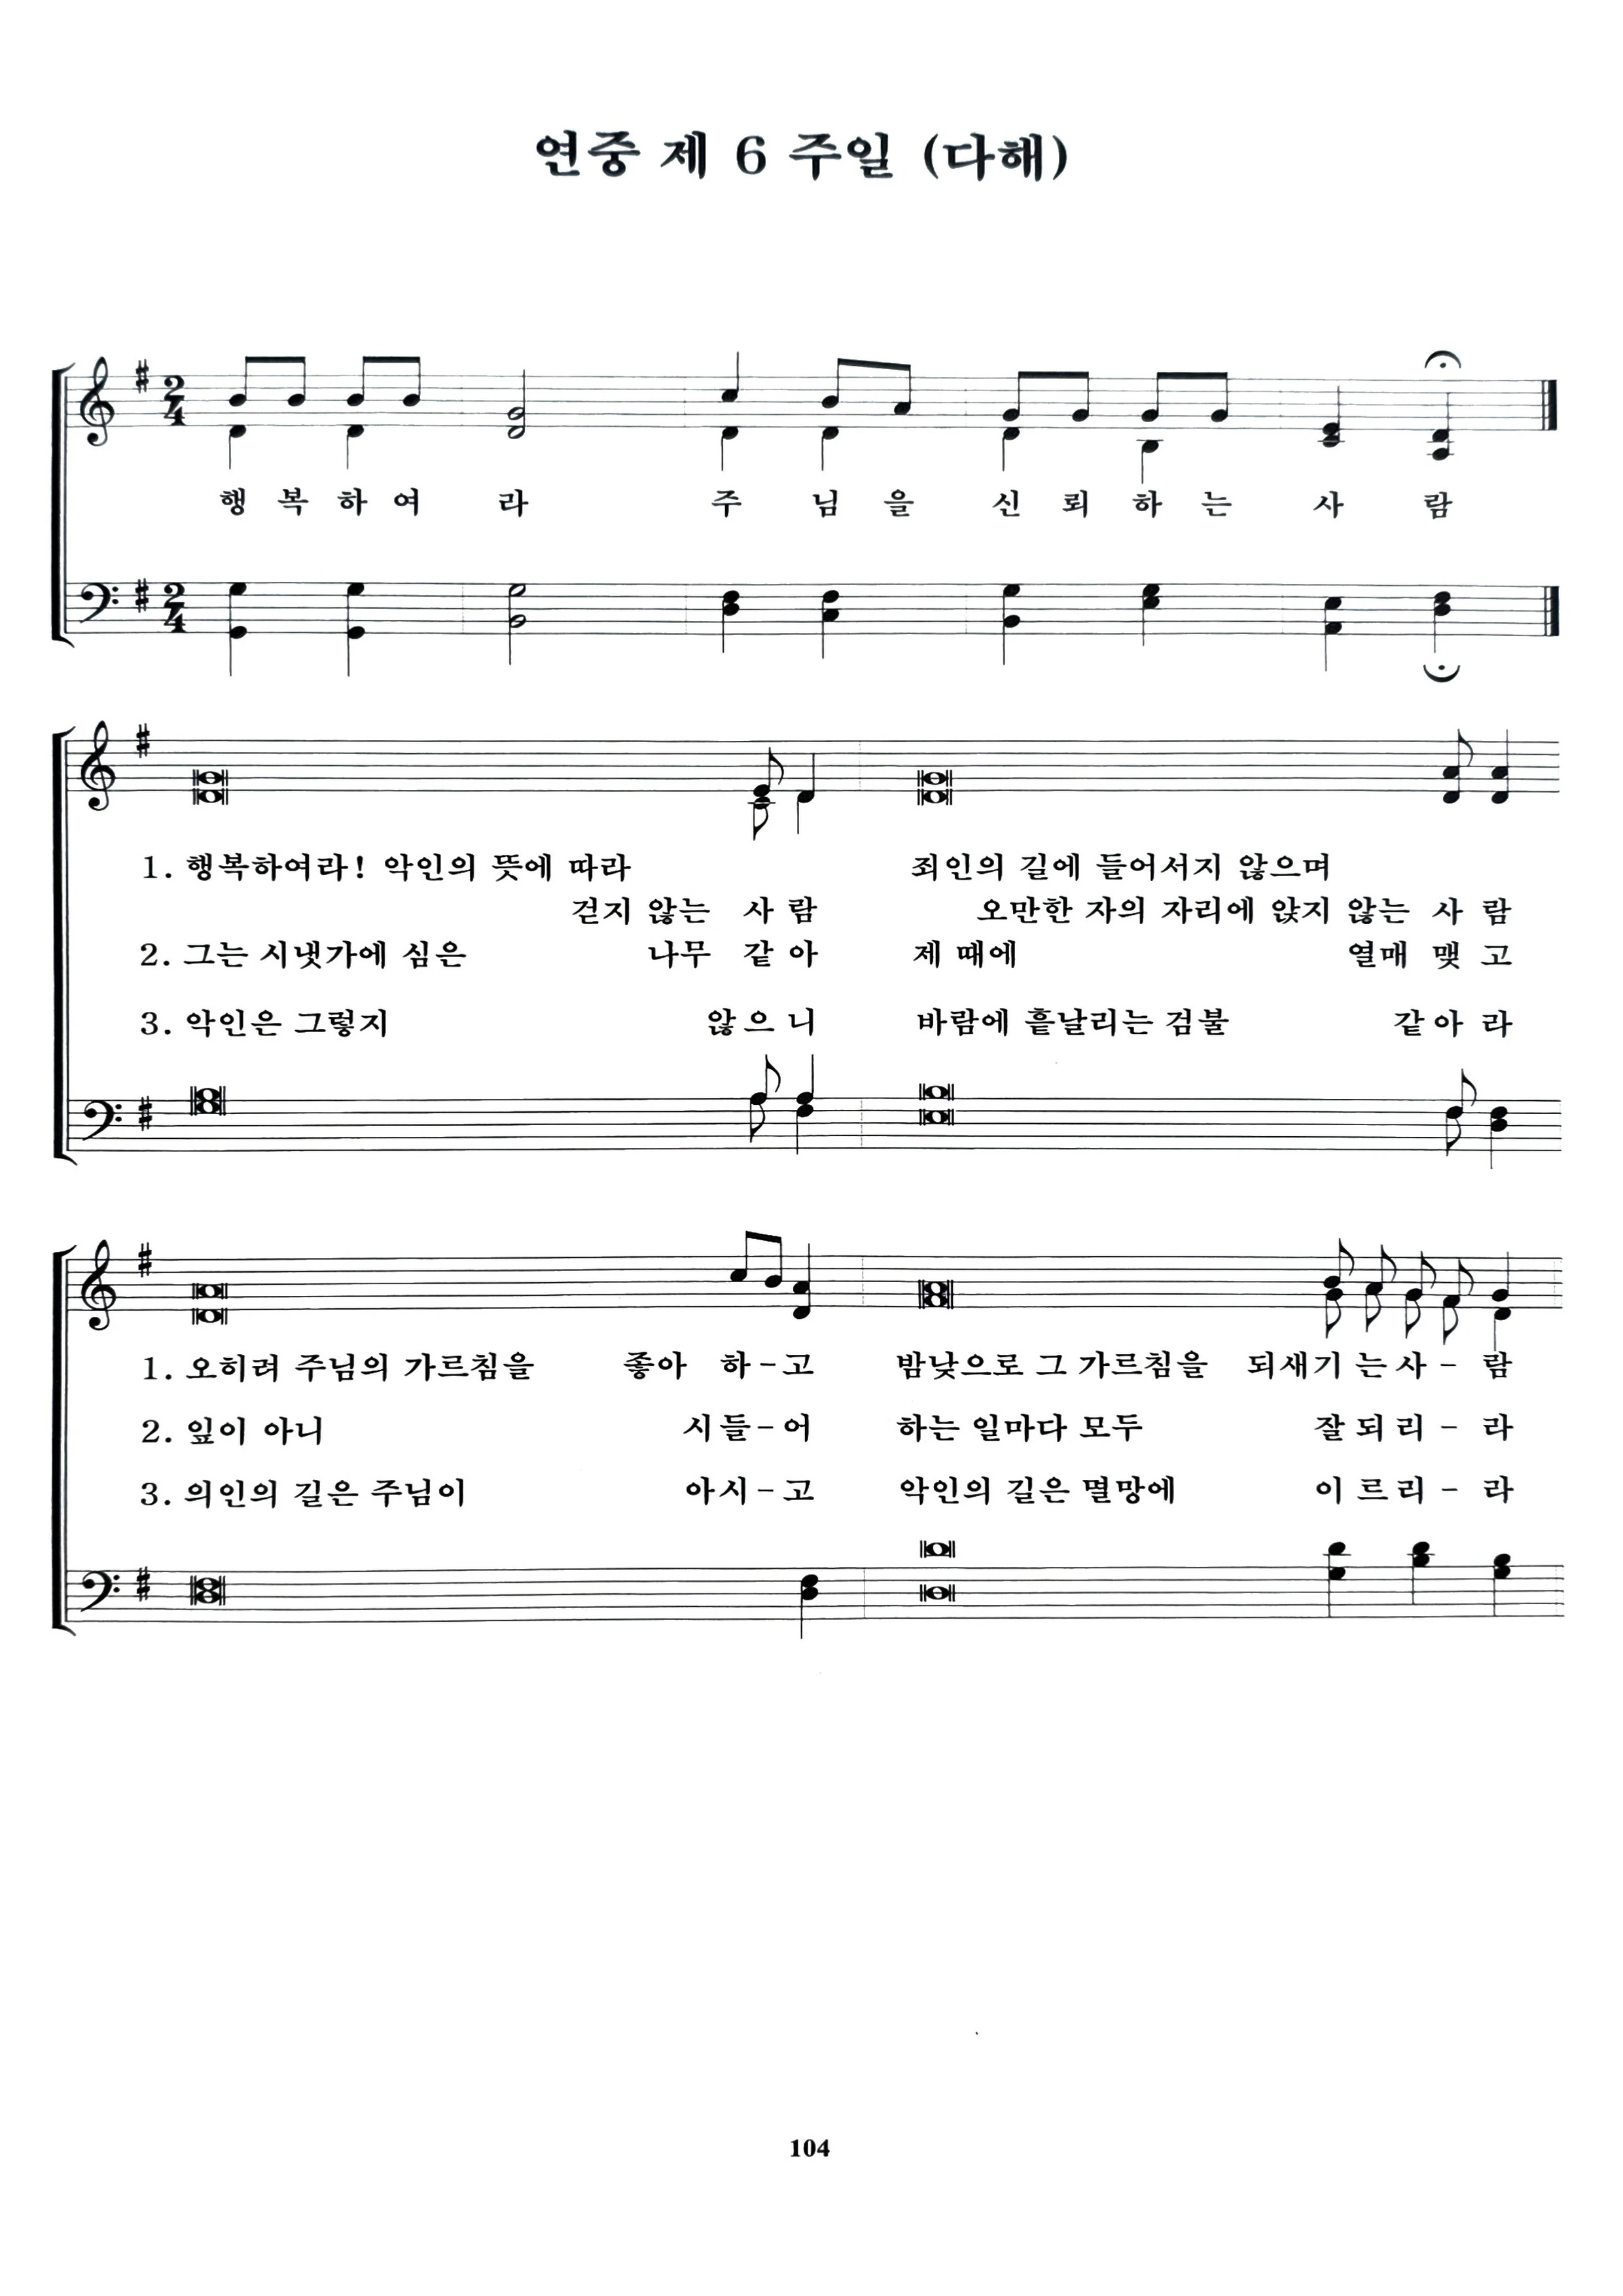 연중 제 6 주일 (다해)
행 복 하 여 라 주 님 을 신 뢰 하 는 사 람
1. 행복하여라! 악인의 뜻에 따라 죄인의 길에 들어서지 않으며
걷지 않는 사 람 오만한 자의 자리에 앉지 않는 사 람
2. 그는 시냇가에 심은 나무 같 아 제 때에 열매 맺 고
3. 악인은 그렇지 않 으 니 바람에 흩날리는 검불 같 아 라
1. 오히려 주님의 가르침을 좋아 하 - 고 밤낮으로 그 가르침을 되새기 는 사 - 람
2. 잎이 아니 시 들 - 어 하는 일마다 모두 잘 되 리 - 라
3. 의인의 길은 주님이 아 시 - 고 악인의 길은 멸망에 이 르 리 - 라
104